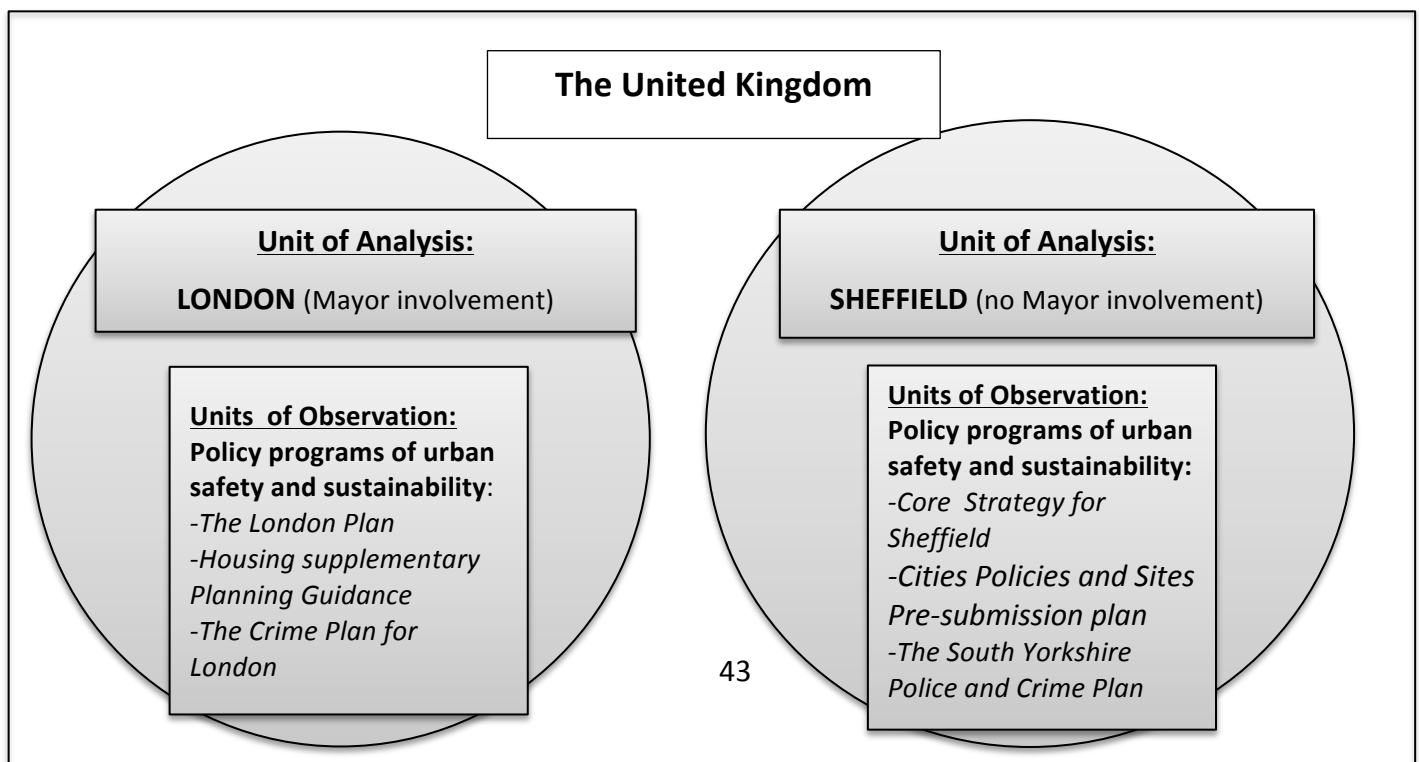 The United Kingdom
Unit of Analysis:
LONDON (Mayor involvement)
Units of Observation:
Policy programs of urban
safety and sustainability:
-The London Plan
-Housing supplementary
Planning Guidance
-The Crime Plan for
London
Unit of Analysis:
SHEFFIELD (no Mayor involvement)
Units of Observation:
Policy programs of urban
safety and sustainability:
-Core Strategy for
Sheffield
-Cities Policies and Sites
Pre-submission plan
-The South Yorkshire
Police and Crime Plan
43